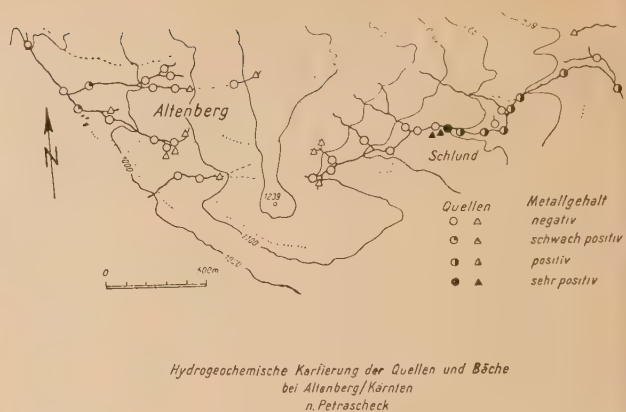 Altenberg
Schlund
N
1239
1100
1000
0 400m
Quellen Metallgehalt
negativ
schwach positiv
positiv
sehr positiv
Hydrogeochemische Kartierung der Quellen und Bäche
bei Altenberg/Kärnten
n. Petrascheck